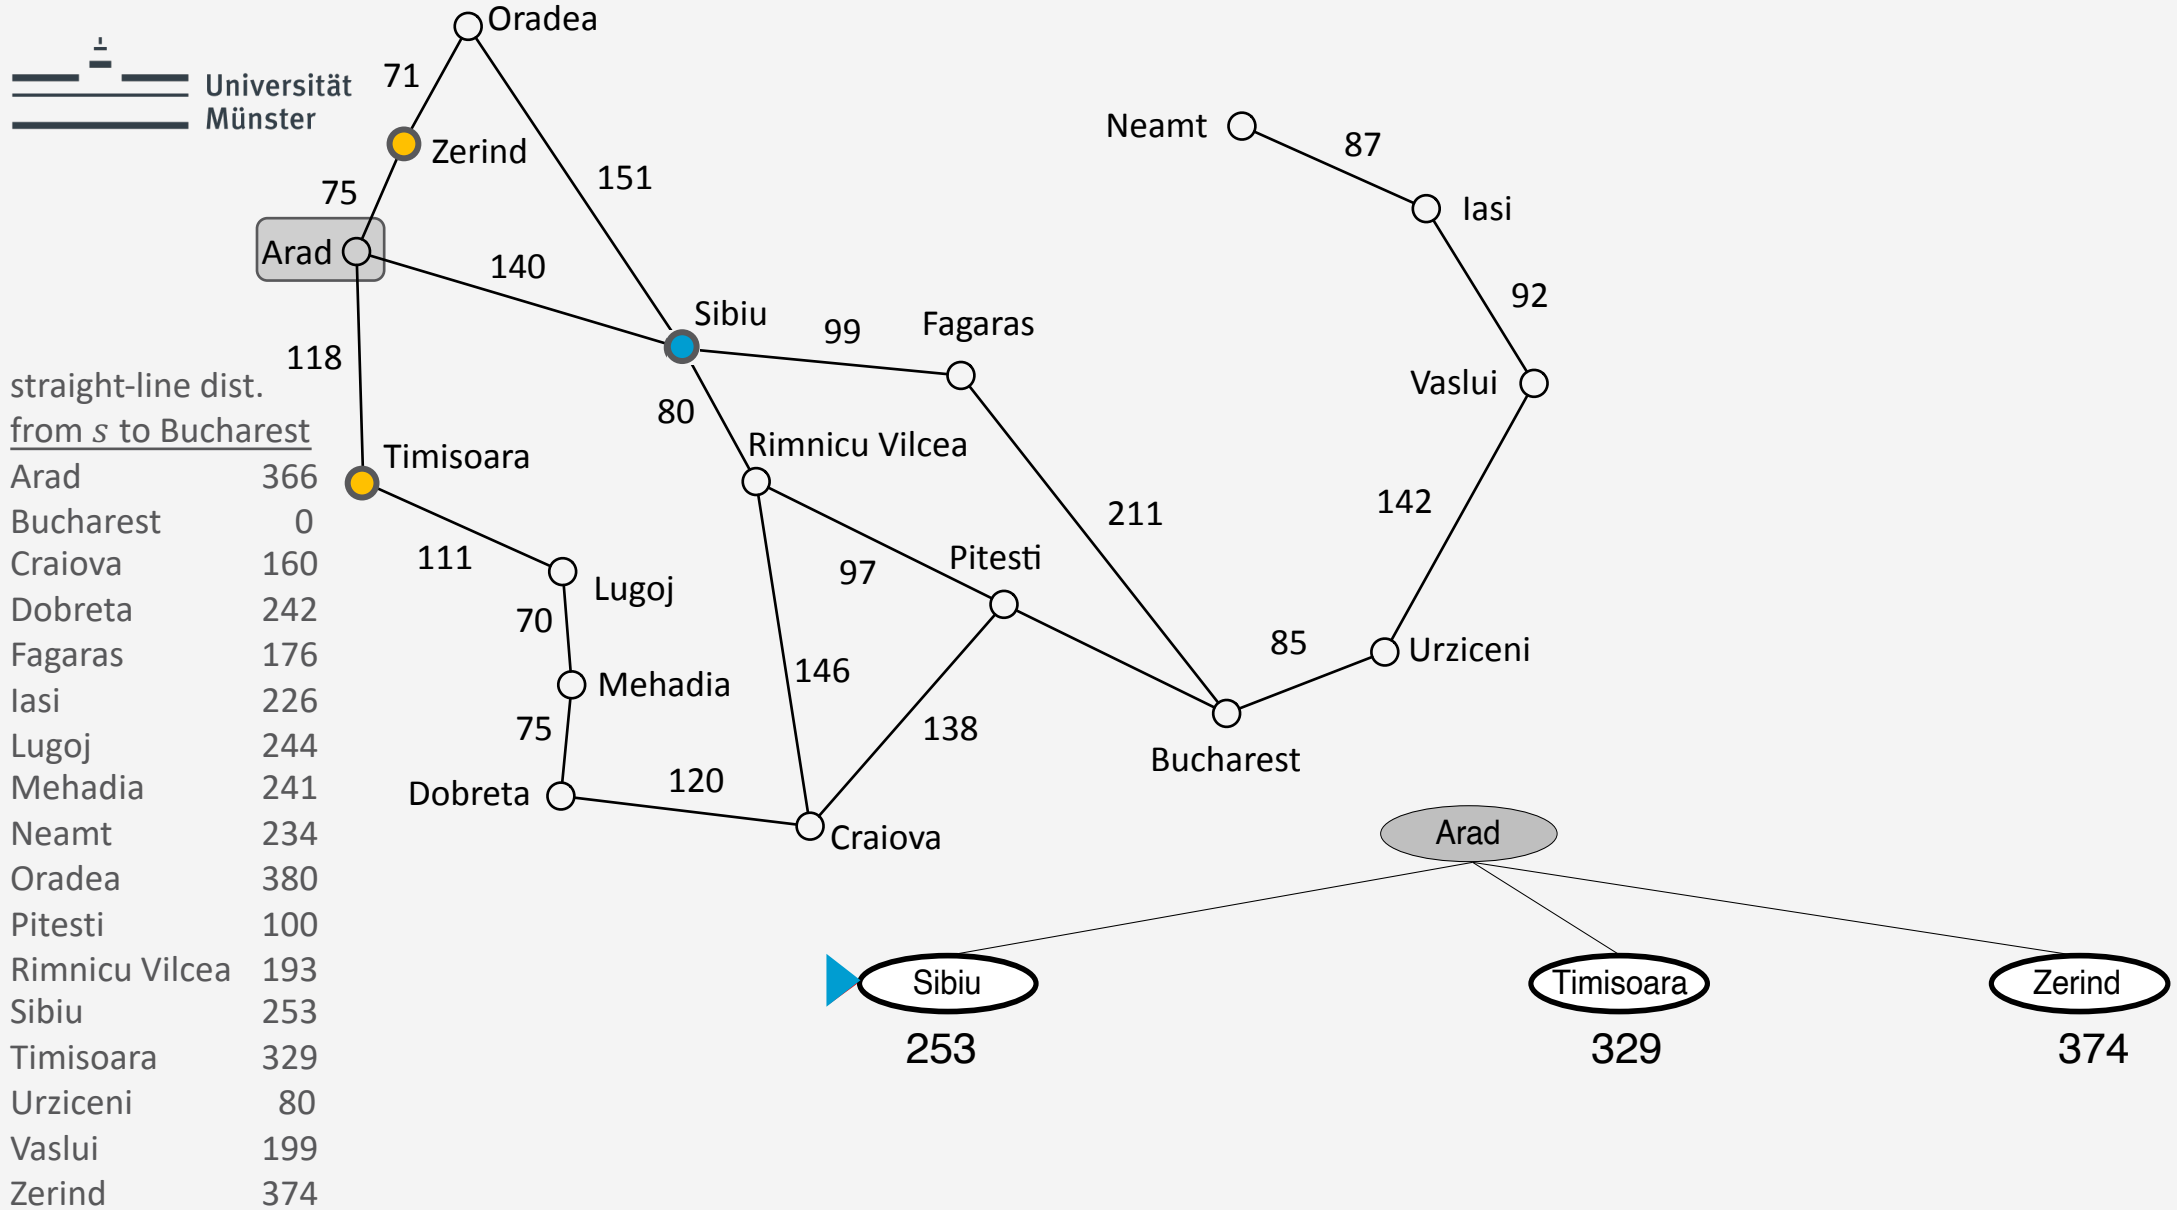 Universität
Münster
Oradea
71
Zerind
151
75
Arad
140
118
Sibiu
99
Fagaras
80
Rimnicu Vilcea
Timisoara
111
Lugoj
70
Mehadia
75
Dobreta
120
146
97
Pitesti
138
Craiova
211
Bucharest
85
Urziceni
142
Vaslui
92
Iasi
87
Neamt
straight-line dist.
from s to Bucharest
Arad 366
Bucharest 0
Craiova 160
Dobreta 242
Fagaras 176
Iasi 226
Lugoj 244
Mehadia 241
Neamt 234
Oradea 380
Pitesti 100
Rimnicu Vilcea 193
Sibiu 253
Timisoara 329
Urziceni 80
Vaslui 199
Zerind 374
Arad
Sibiu
Timisoara
Zerind
253
329
374